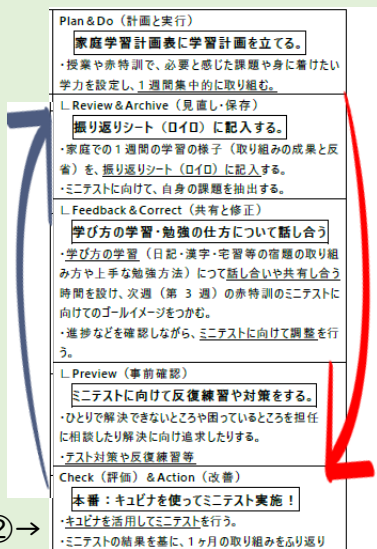 Plan＆Do（計画と実行）
家庭学習計画表に学習計画を立てる。
・授業や赤特訓で、必要と感じた課題や身に着けたい
学力を設定し、1週間集中的に取り組む。
∟Review＆Archive（見直し・保存）
振り返りシート（ロイロ）に記入する。
・家庭での1週間の学習の様子（取り組みの成果と反
省）を、振り返りシート（ロイロ）に記入する。
・ミニテストに向けて、自身の課題を抽出する。
∟Feedback＆Correct（共有と修正）
学び方の学習・勉強の仕方について話し合う
・学び方の学習（日記・漢字・宅習等の宿題の取り組
み方や上手な勉強方法）につて話し合いや共有し合う
時間を設け、次週（第 3 週）の赤特訓のミニテストに
向けてのゴールイメージをつかむ。
・進捗などを確認しながら、ミニテストに向けて調整を行
う。
∟Preview（事前確認）
ミニテストに向けて反復練習や対策をする。
・ひとりで解決できないところや困っているところを担任
に相談したり解決に向け追求したりする。
・テスト対策や反復練習等
Check（評価）＆Action（改善）
本番：キュビナを使ってミニテスト実施！
②→
・キュビナを活用してミニテストを行う。
・ミニテストの結果を基に、1ヶ月の取り組みをふり返り